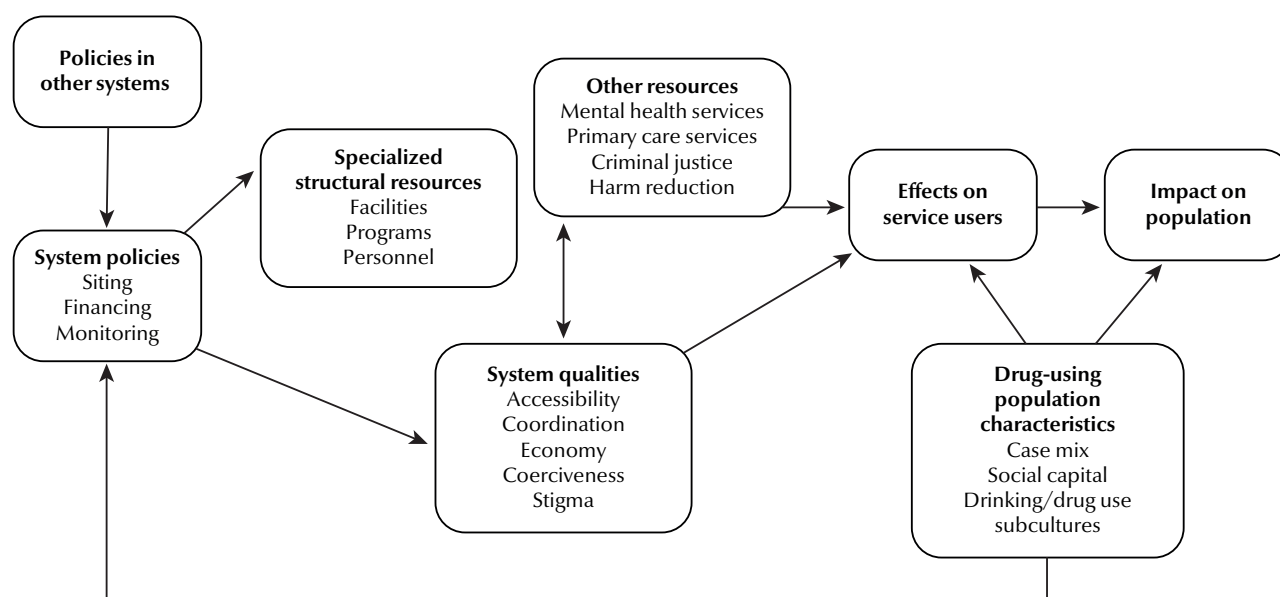 Policies in
other systems
System policies
Siting
Financing
Monitoring
Specialized
structural resources
Facilities
Programs
Personnel
Other resources
Mental health services
Primary care services
Criminal justice
Harm reduction
System qualities
Accessibility
Coordination
Economy
Coerciveness
Stigma
Effects on
service users
Impact on
population
Drug-using
population
characteristics
Case mix
Social capital
Drinking/drug use
subcultures